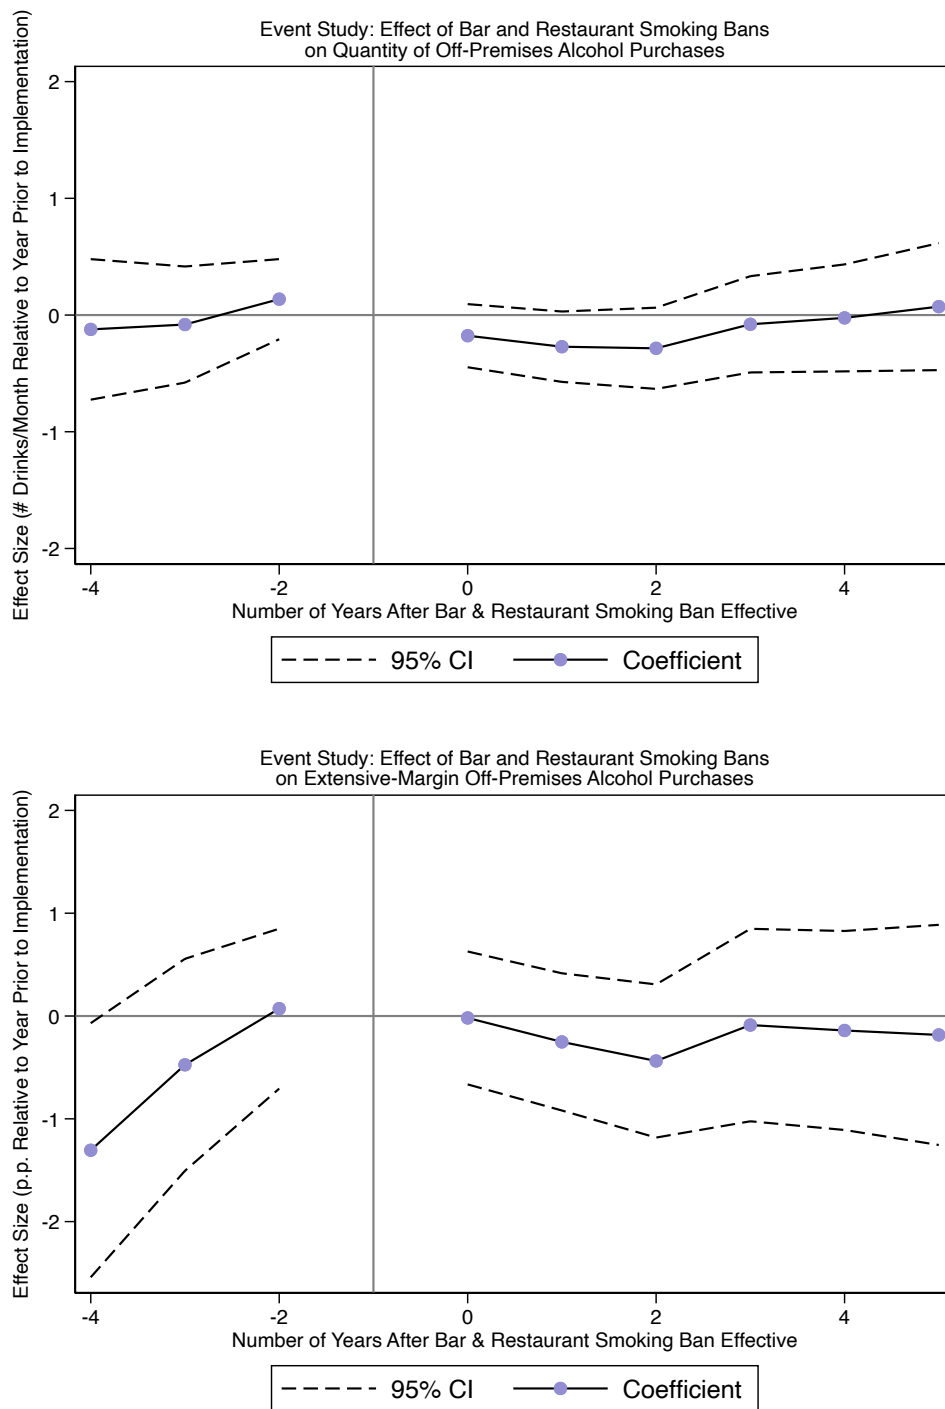 Event Study: Effect of Bar and Restaurant Smoking Bans
on Quantity of Off-Premises Alcohol Purchases
Effect Size (# Drinks/Month Relative to Year Prior to Implementation)
2
1
0
-1
-2
-4
-2
0
2
4
Number of Years After Bar & Restaurant Smoking Ban Effective
95% CI
Coefficient
Event Study: Effect of Bar and Restaurant Smoking Bans
on Extensive-Margin Off-Premises Alcohol Purchases
Effect Size (p.p. Relative to Year Prior to Implementation)
2
1
0
-1
-2
-4
-2
0
2
4
Number of Years After Bar & Restaurant Smoking Ban Effective
95% CI
Coefficient